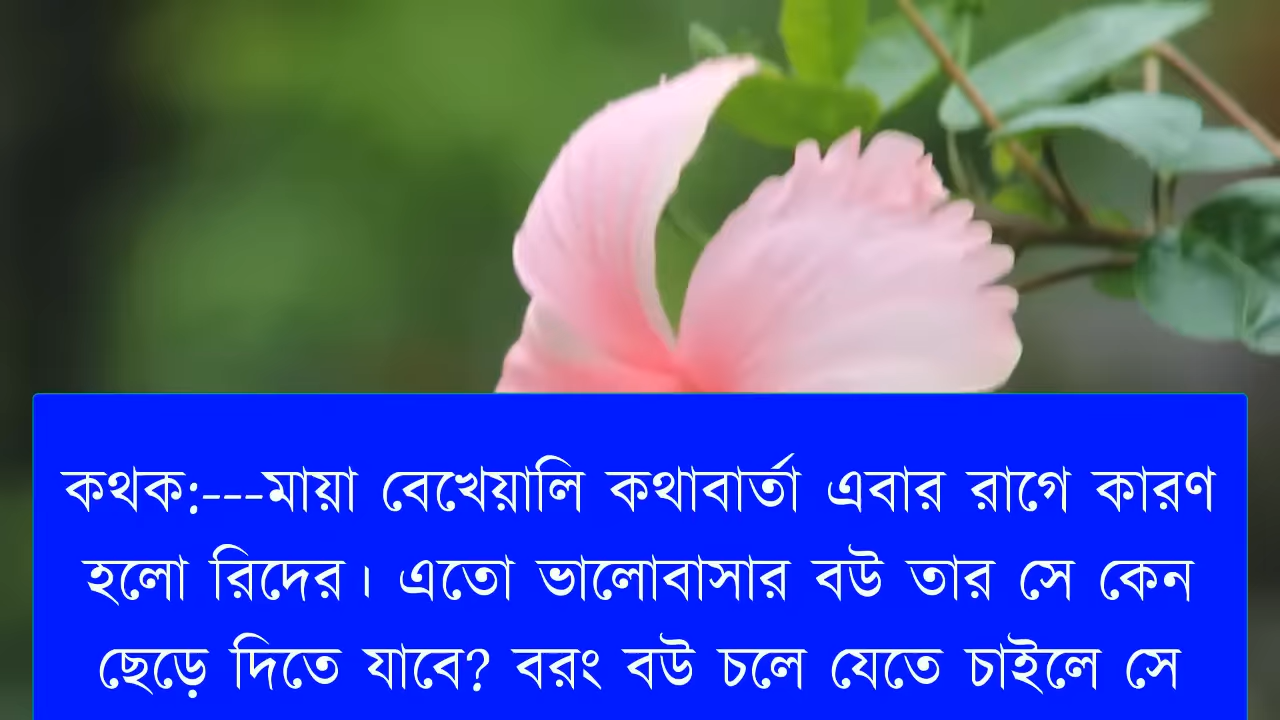 কথক:---মায়া বেখেয়ালি কথাবার্তা এবার রাগে কারণ
হলো রিদের। এতো ভালোবাসার বউ তার সে কেন
ছেড়ে দিতে যাবে? বরং বউ চলে যেতে চাইলে সে